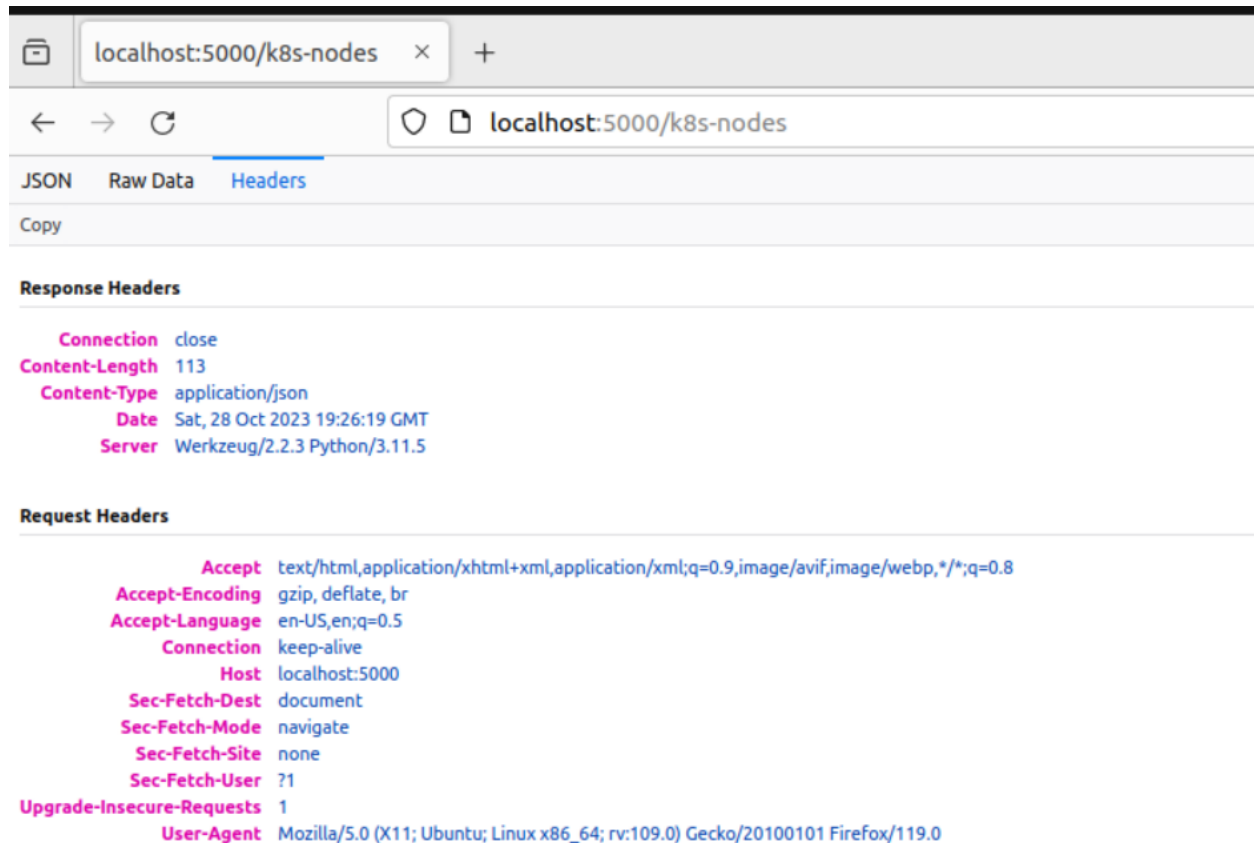 localhost:5000/k8s-nodes × +
localhost:5000/k8s-nodes
JSON Raw Data Headers
Copy
Response Headers
Connection close
Content-Length 113
Content-Type application/json
Date Sat, 28 Oct 2023 19:26:19 GMT
Server Werkzeug/2.2.3 Python/3.11.5
Request Headers
Accept text/html,application/xhtml+xml,application/xml;q=0.9,image/avif,image/webp,*/*;q=0.8
Accept-Encoding gzip, deflate, br
Accept-Language en-US,en;q=0.5
Connection keep-alive
Host localhost:5000
Sec-Fetch-Dest document
Sec-Fetch-Mode navigate
Sec-Fetch-Site none
Sec-Fetch-User ?1
Upgrade-Insecure-Requests 1
User-Agent Mozilla/5.0 (X11; Ubuntu; Linux x86_64; rv:109.0) Gecko/20100101 Firefox/119.0